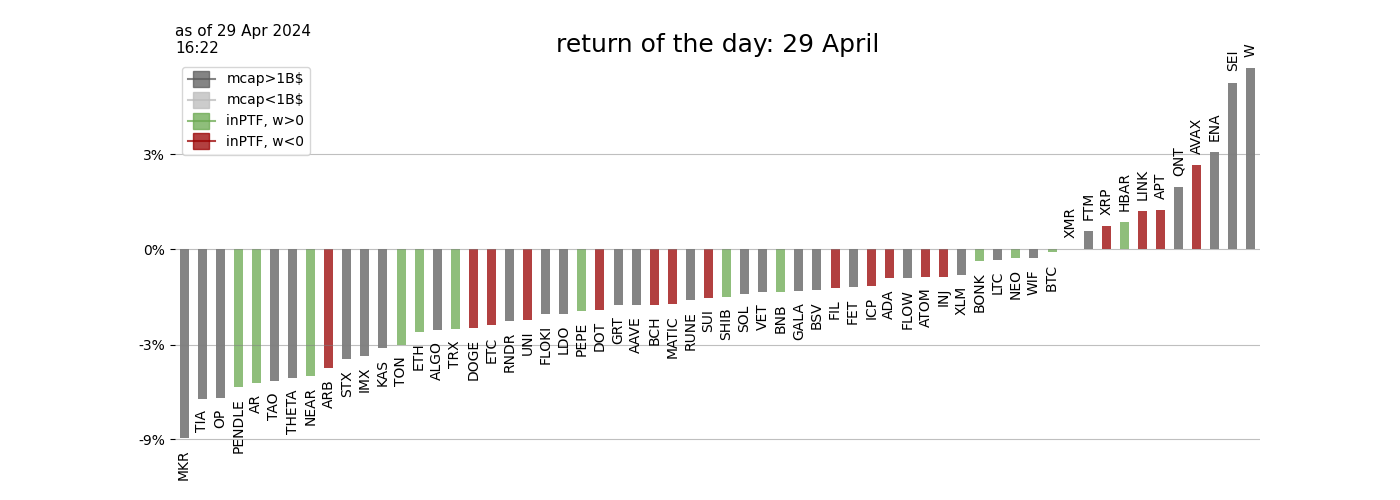 as of 29 Apr 2024
16:22
return of the day: 29 April
mcap>1B$
mcap<1B$
inPTF, w>0
inPTF, w<0
3%
0%
-3%
-9%
MKR
TIA
OP
PENDLE
AR
TAO
THETA
NEAR
ARB
STX
IMX
KAS
TON
ETH
ALGO
TRX
DOGE
ETC
RNDR
UNI
FLOKI
LDO
PEPE
DOT
GRT
AAVE
BCH
MATIC
RUNE
SUI
SHIB
SOL
VET
BNB
GALA
BSV
FIL
FET
ICP
ADA
FLOW
ATOM
INJ
XLM
BONK
LTC
NEO
WIF
BTC
XMR
FTM
XRP
HBAR
LINK
APT
QNT
AVAX
ENA
SEI
W